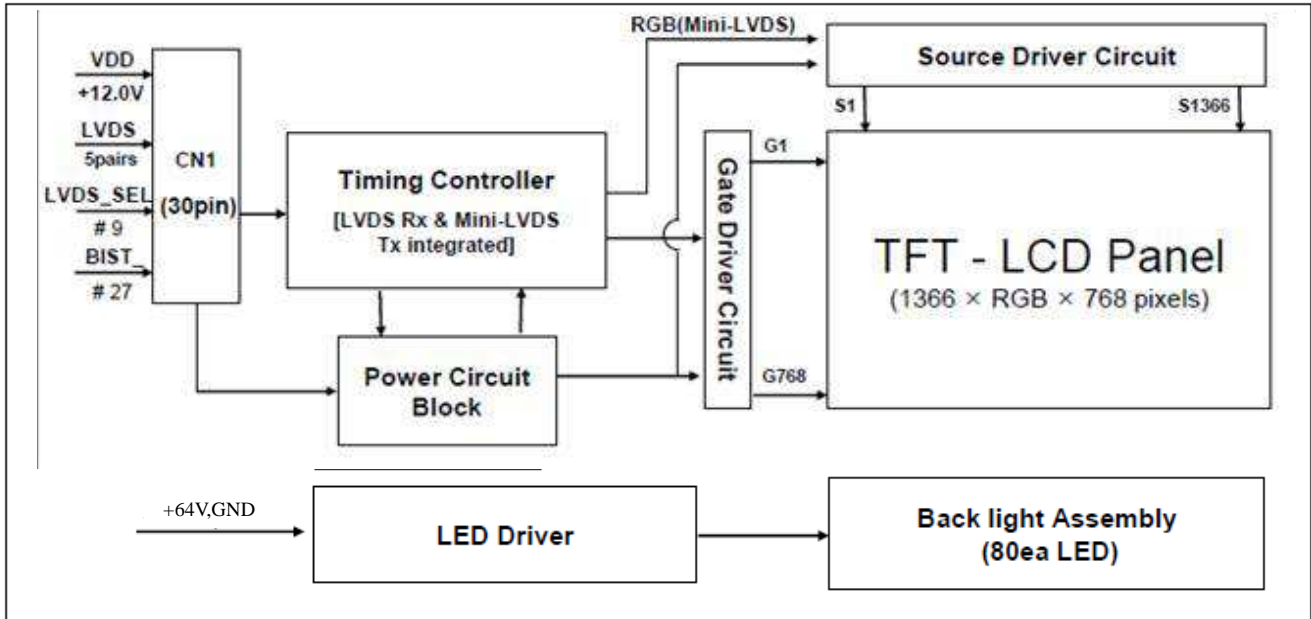 RGB(Mini-LVDS)
Source Driver Circuit
S1
S1366
VDD
+12.0V
LVDS
5pairs
LVDS_SEL
# 9
BIST_
# 27
CN1
(30pin)
Timing Controller
[LVDS Rx & Mini-LVDS
Tx integrated]
Power Circuit
Block
Gate Driver Circuit
G1
G768
TFT - LCD Panel
(1366 × RGB × 768 pixels)
+64V,GND
LED Driver
Back light Assembly
(80ea LED)